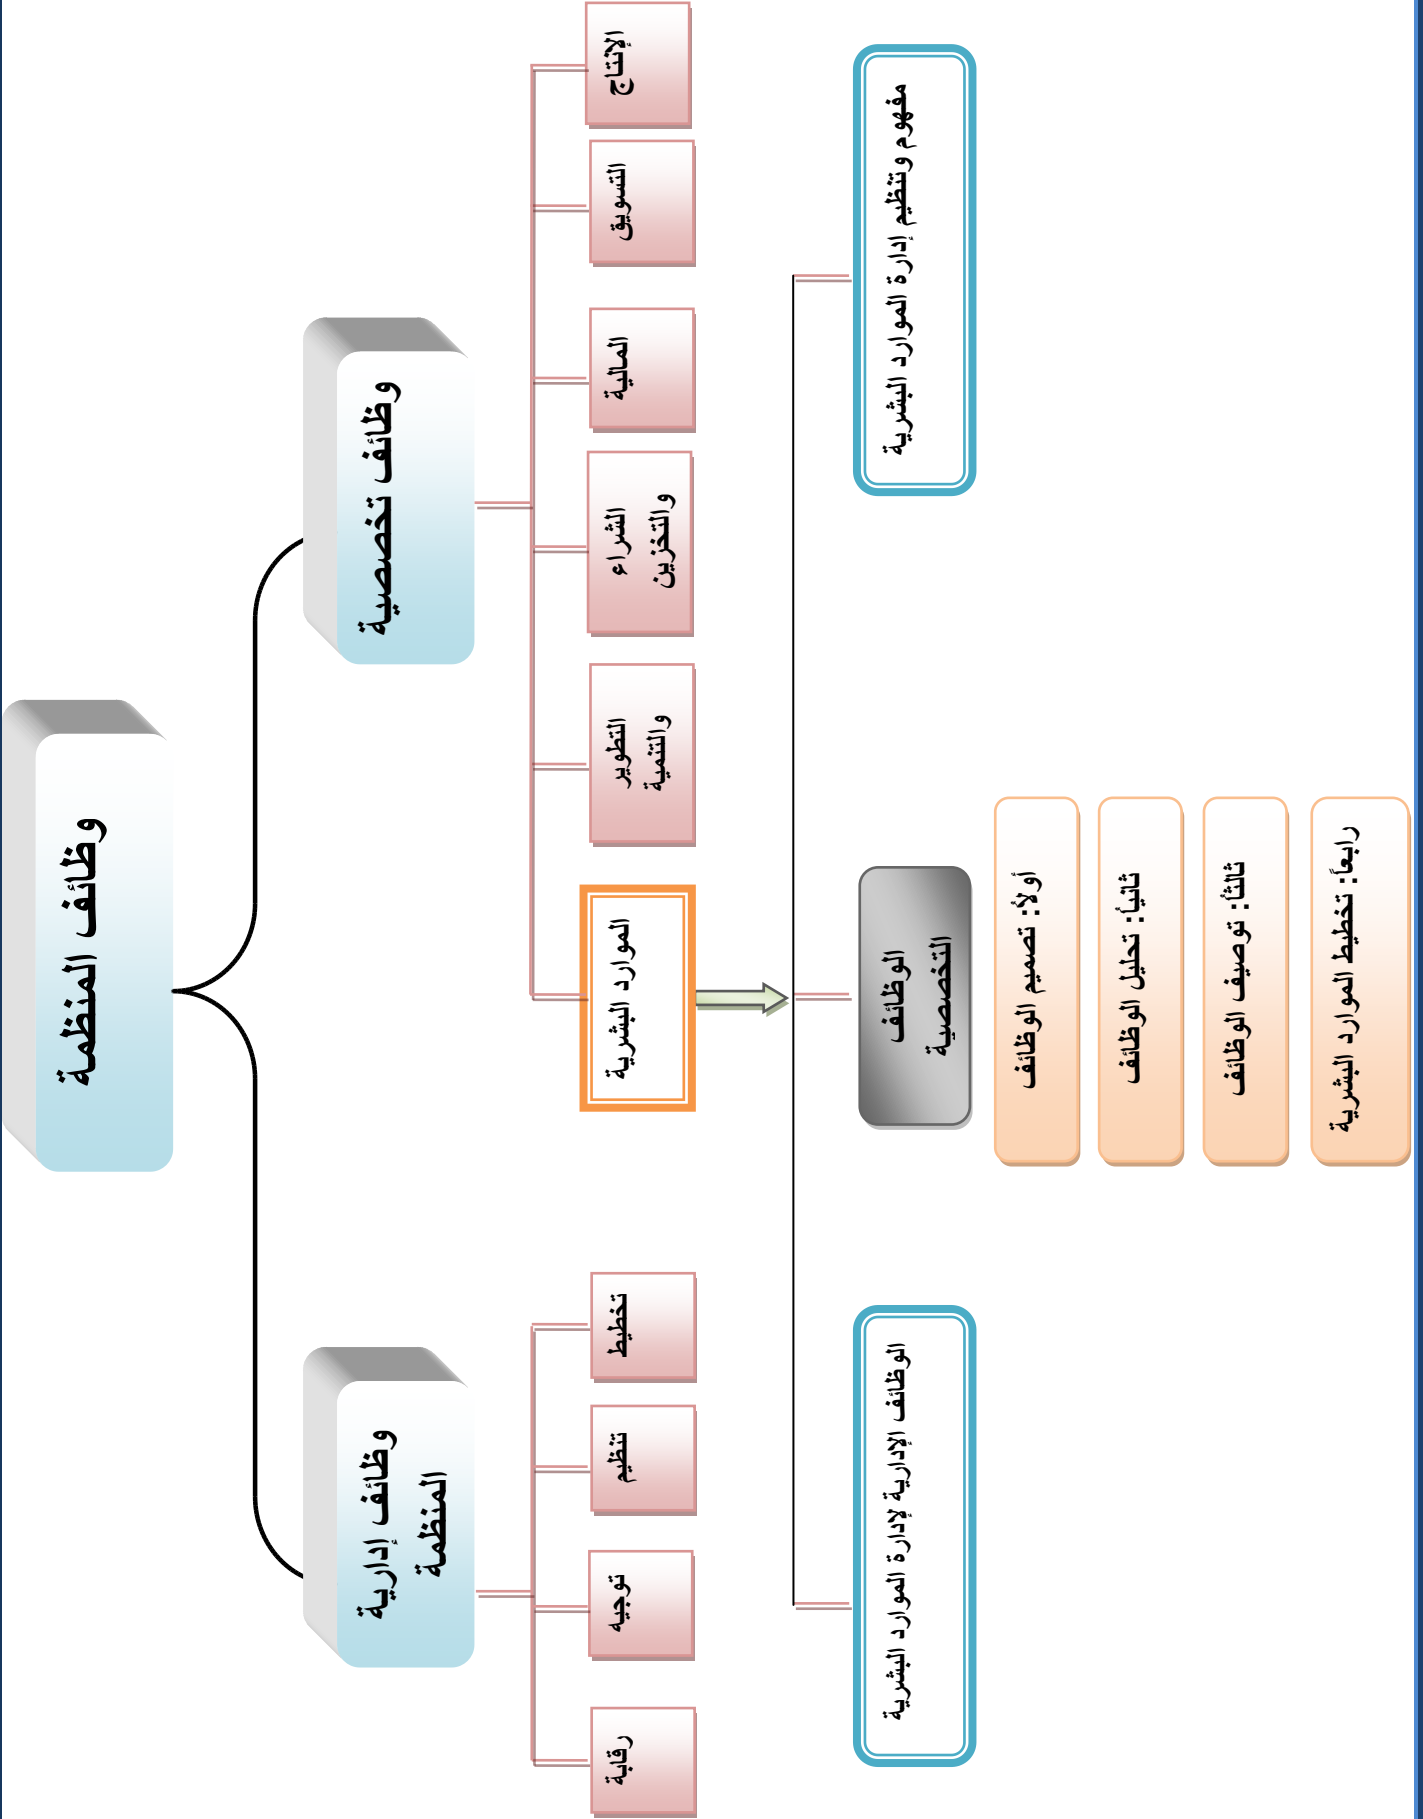 وظائف المنظمة
وظائف تخصصية
وظائف إدارية
المنظمة
الإنتاج
التسويق
المالية
الشراء
والتخزين
التطوير
والتنمية
الموارد البشرية
تخطيط
تنظيم
توجيه
رقابة
مفهوم وتنظيم إدارة الموارد البشرية
الوظائف
التخصصية
الوظائف الإدارية لإدارة الموارد البشرية
أولاً: تصميم الوظائف
ثانياً: تحليل الوظائف
ثالثاً: توصيف الوظائف
رابعاً: تخطيط الموارد البشرية